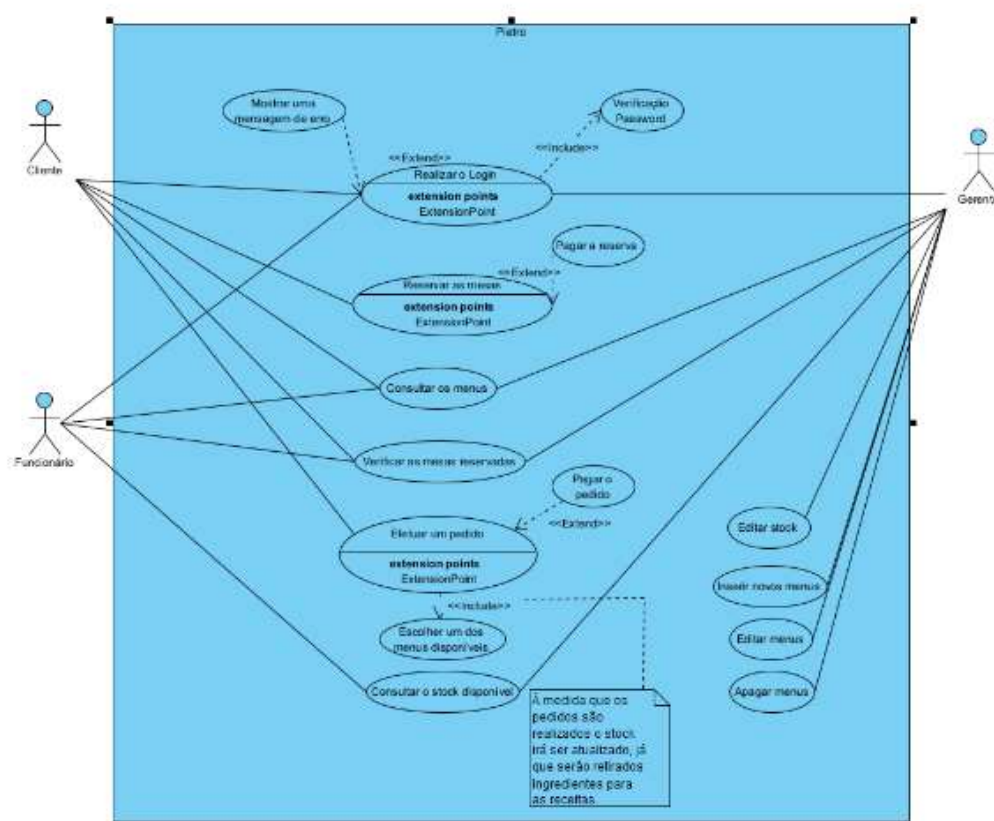 Pietro
Mostrar uma
mensagem de erro
Verificação
Password
Cliente
<<Extend>>
<<Include>>
Realizar o Login
extension points
ExtensionPoint
Gerente
Pagar a reserva
<<Extend>>
Reservar as mesas
extension points
ExtenssionPoint
Consultar os menus
Funcionário
Verificar as mesas reservadas
Pagar o
pedido
<<Extend>>
Efetuar um pedido
extension points
ExtensionPoint
Editar stock
<<Include>>
Inserir novos menus
Escolher um dos
menus disponíveis
Editar menus
Consultar o stock disponível
Apagar menus
À medida que os
pedidos são
realizados o stock
irá ser atualizado, já
que serão retirados
ingredientes para
as receitas